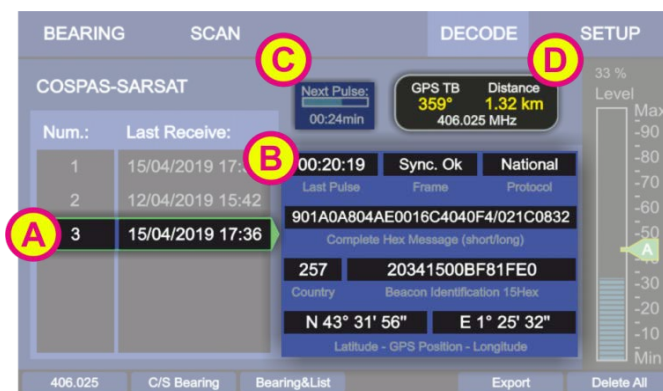 BEARING SCAN DECODE SETUP
C D
COSPAS-SARSAT
Next Pulse:
00:24min
GPS TB Distance
359° 1.32 km
406.025 MHz
33 %
Level
Max
Num.: Last Receive:
1 15/04/2019 17:
2 12/04/2019 15:42
A 3 15/04/2019 17:36
B
00:20:19 Sync. Ok National
Last Pulse Frame Protocol
901A0A804AE0016C4040F4/021C0832
Complete Hex Message (short/long)
257 20341500BF81FE0
Country Beacon Identification 15Hex
N 43° 31' 56" E 1° 25' 32"
Latitude - GPS Position - Longitude
-90
-80
-70
-60
-50
A
-30
-20
-10
Min
406.025 C/S Bearing Bearing&List Export Delete All